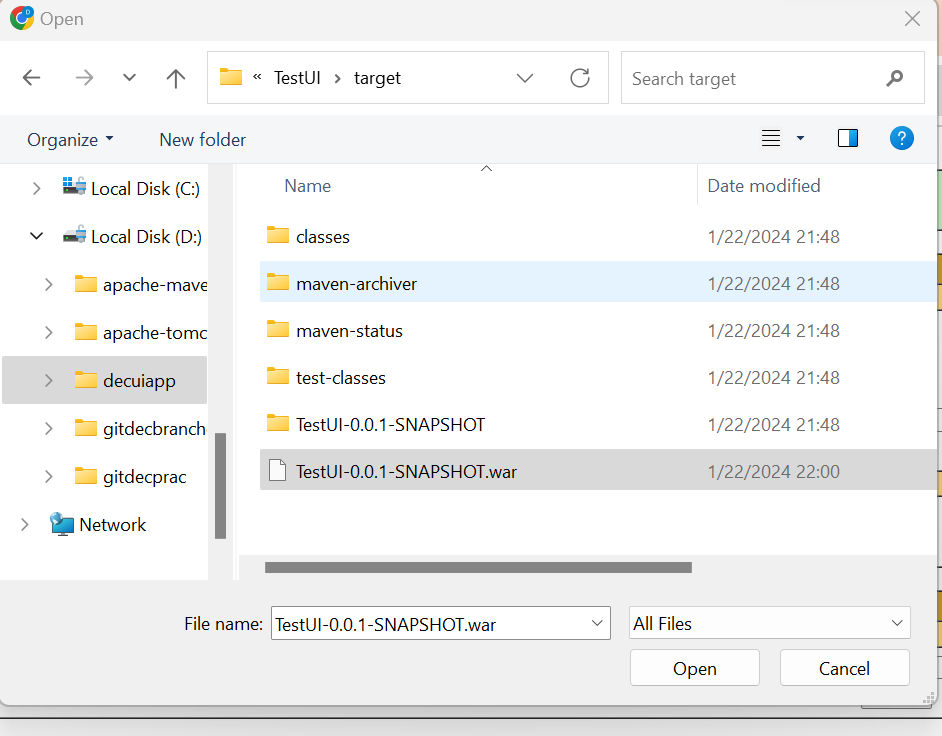 Open
« TestUI > target
Search target
Organize
New folder
?
Name
Date modified
Local Disk (C:)
Local Disk (D:)
apache-mave
apache-tomc
decuiapp
gitdecbranch
gitdecprac
Network
classes 1/22/2024 21:48
maven-archiver 1/22/2024 21:48
maven-status 1/22/2024 21:48
test-classes 1/22/2024 21:48
TestUI-0.0.1-SNAPSHOT 1/22/2024 21:48
TestUI-0.0.1-SNAPSHOT.war 1/22/2024 22:00
File name: TestUI-0.0.1-SNAPSHOT.war
All Files
Open
Cancel